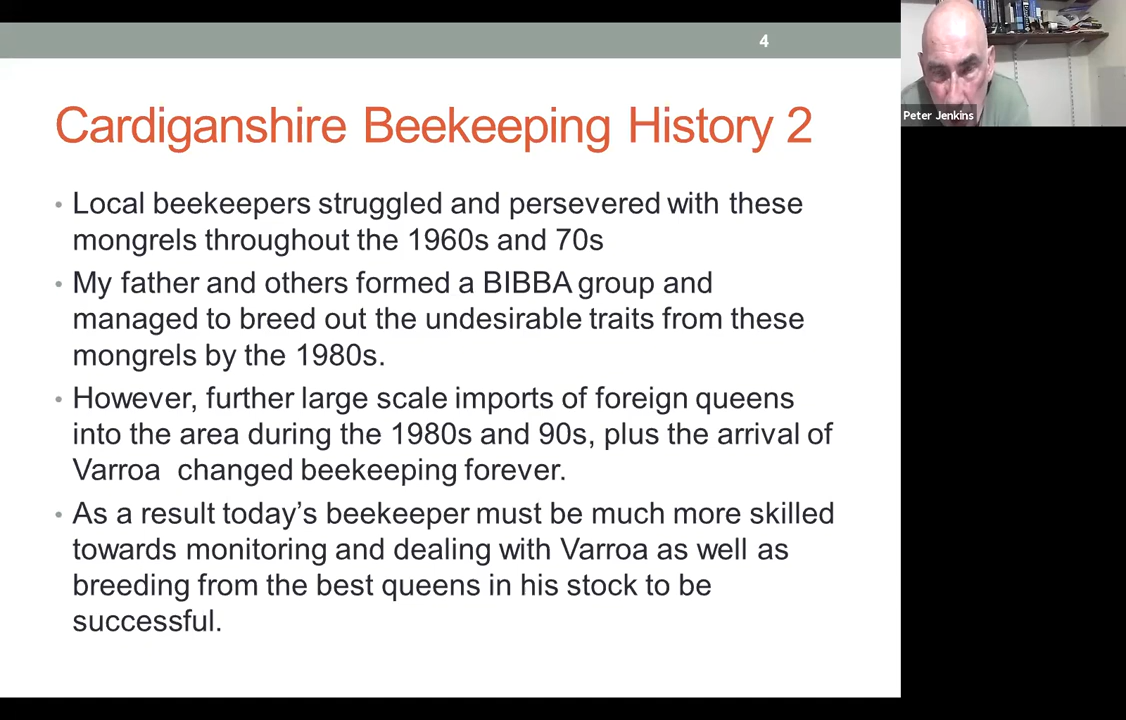 4
Peter Jenkins
Cardiganshire Beekeeping History 2
• Local beekeepers struggled and persevered with these
mongrels throughout the 1960s and 70s
• My father and others formed a BIBBA group and
managed to breed out the undesirable traits from these
mongrels by the 1980s.
• However, further large scale imports of foreign queens
into the area during the 1980s and 90s, plus the arrival of
Varroa  changed beekeeping forever.
• As a result today’s beekeeper must be much more skilled
towards monitoring and dealing with Varroa as well as
breeding from the best queens in his stock to be
successful.